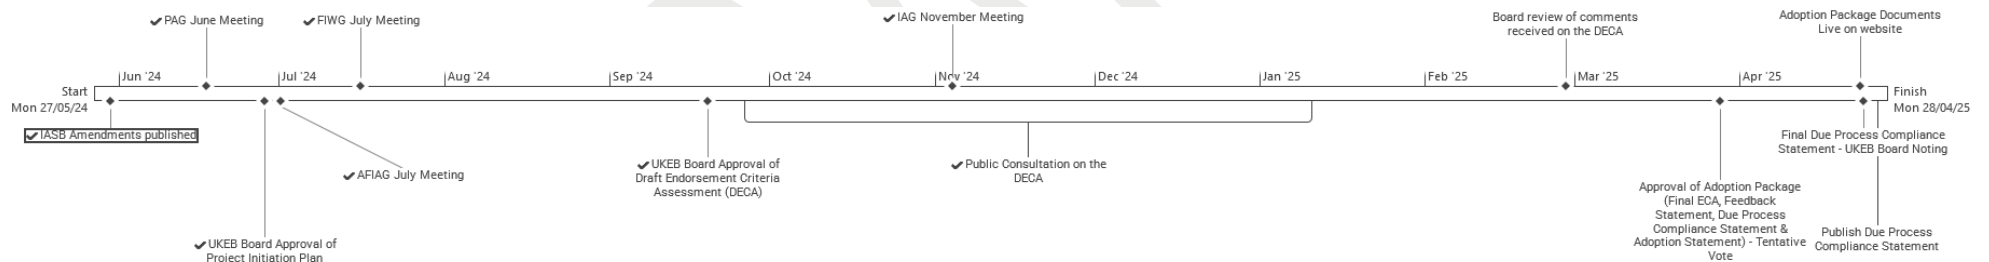 ✔PAG June Meeting
✔FIWG July Meeting
✔IAG November Meeting
Board review of comments
received on the DECA
Adoption Package Documents
Live on website
Jun '24
Jul '24
Aug '24
Sep '24
Oct '24
Nov '24
Dec '24
Jan '25
Feb '25
Mar '25
Apr '25
Start
Mon 27/05/24
Finish
Mon 28/04/25
✔IASB Amendments published
✔AFIAG July Meeting
✔UKEB Board Approval of
Project Initiation Plan
✔UKEB Board Approval of
Draft Endorsement Criteria
Assessment (DECA)
✔Public Consultation on the
DECA
Approval of Adoption Package
(Final ECA, Feedback
Statement, Due Process
Compliance Statement &
Adoption Statement) - Tentative
Vote
Final Due Process Compliance
Statement - UKEB Board Noting
Publish Due Process
Compliance Statement